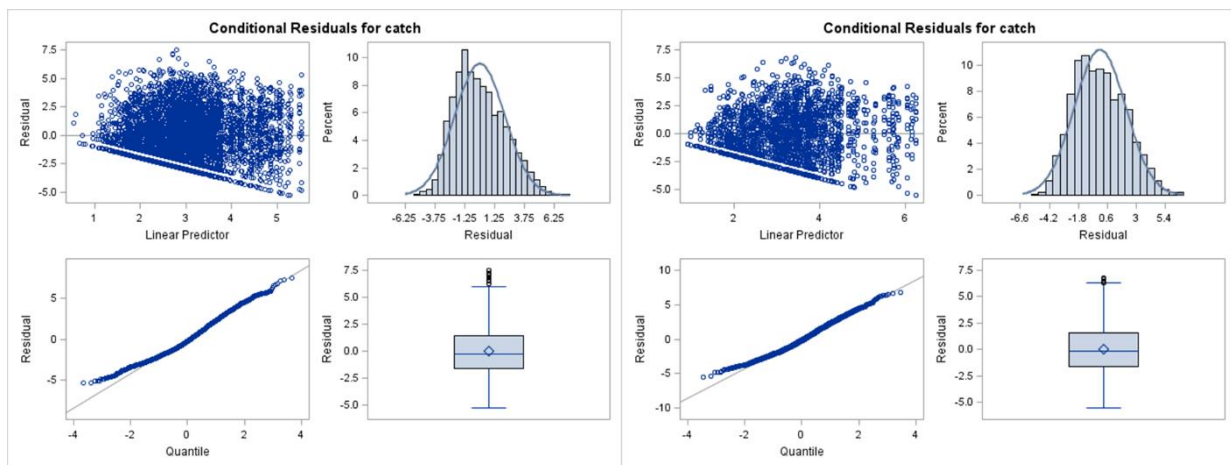 Conditional Residuals for catch
7.5
5.0
2.5
0.0
-2.5
-5.0
Residual
1 2 3 4 5
Linear Predictor
10
8
6
4
2
0
Percent
-6.25 -3.75 -1.25 1.25 3.75 6.25
Residual
5
0
-5
Residual
-4 -2 0 2 4
Quantile
7.5
5.0
2.5
0.0
-2.5
-5.0
Residual
Conditional Residuals for catch
7.5
5.0
2.5
0.0
-2.5
-5.0
Residual
2 4 6
Linear Predictor
10
8
6
4
2
0
Percent
-6.6 -4.2 -1.8 0.6 3 5.4
Residual
10
5
0
-5
-10
Residual
-4 -2 0 2 4
Quantile
7.5
5.0
2.5
0.0
-2.5
-5.0
Residual